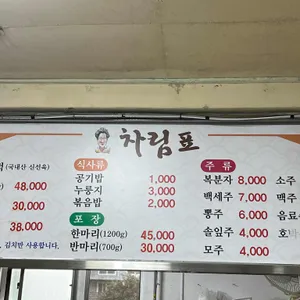 차림표
(국내산 신선육)
48,000
30,000
38,000
김치만 사용합니다.
식사류
공기밥 1,000
누룽지 3,000
볶음밥 2,000
포장
한마리(1200g) 45,000
반마리(700g) 30,000
주류
복분자 8,000 소주
백세주 7,000 맥주
뽕주 6,000 음료
솔잎주 4,000
모주 4,000